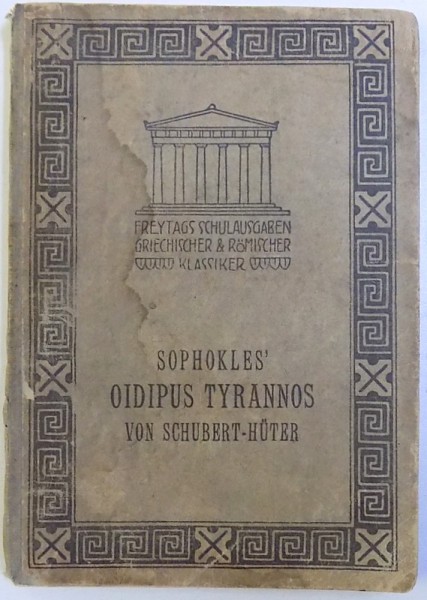 FREYTAGS SCHULAUSGABEN
GRIECHISCHER & RÖMISCHER
KLASSIKER
SOPHOKLES'
OIDIPUS TYRANNOS
VON SCHUBERT-HÜTER